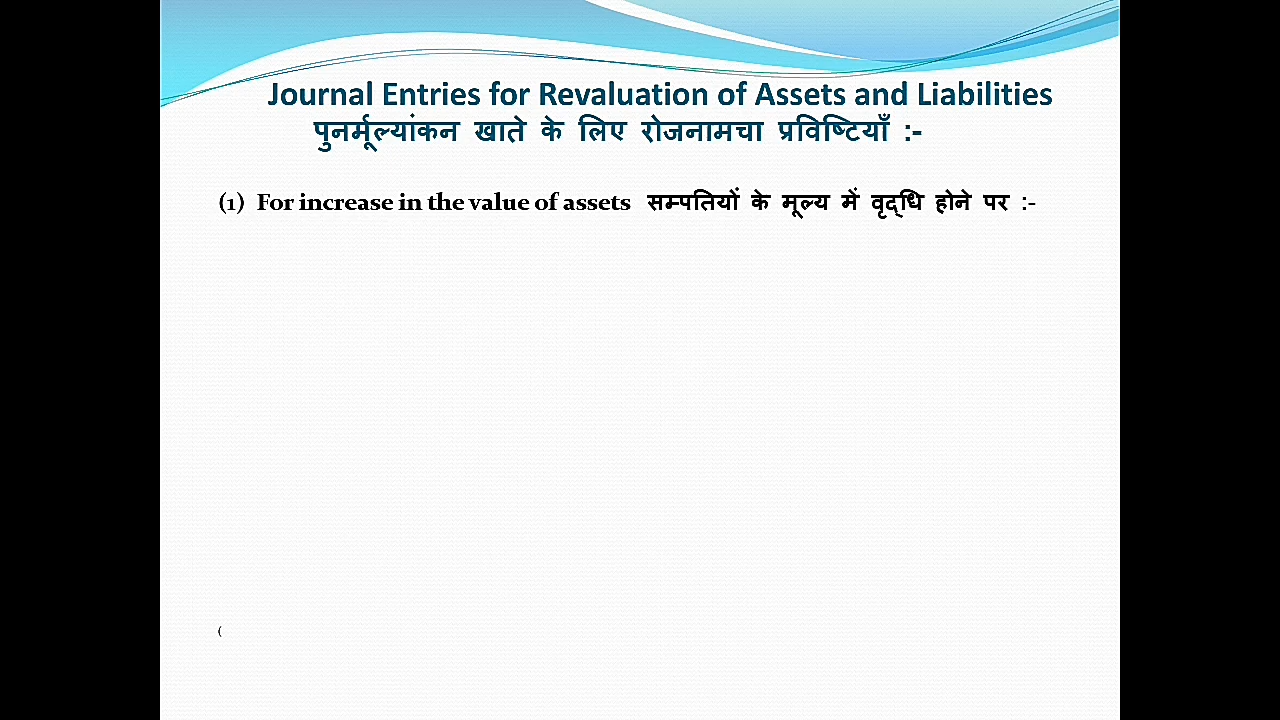 Journal Entries for Revaluation of Assets and Liabilities
पुनर्मूल्यांकन खाते के लिए रोजनामचा प्रविष्टियाँ :-
(1) For increase in the value of assets सम्पतियों के मूल्य में वृद्धि होने पर :-
(